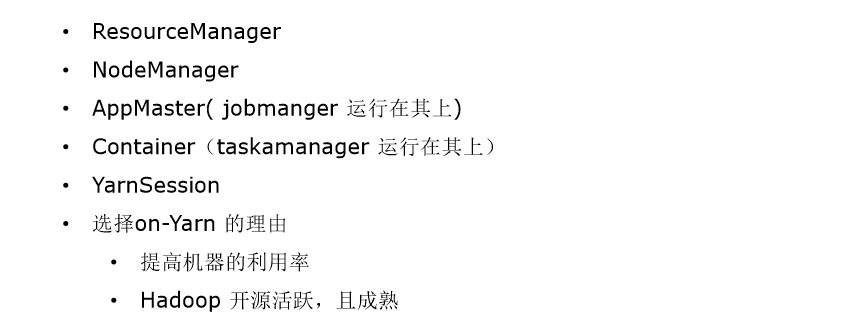 • ResourceManager
• NodeManager
• AppMaster( jobmanger 运行在其上)
• Container（taskamanager 运行在其上）
• YarnSession
• 选择on-Yarn 的理由
• 提高机器的利用率
• Hadoop 开源活跃，且成熟